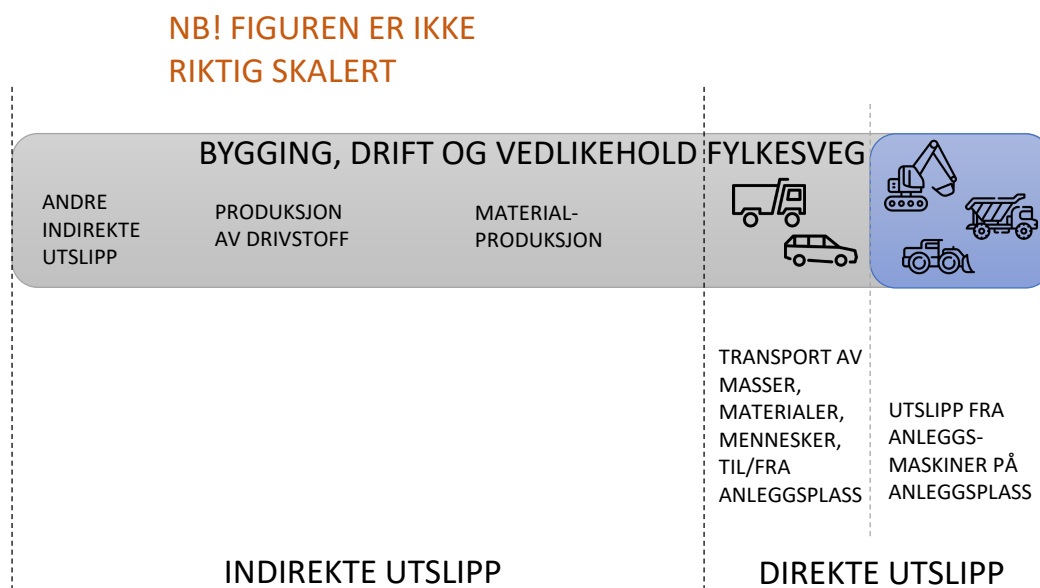 NB! FIGUREN ER IKKE
RIKTIG SKALERT
BYGGING, DRIFT OG VEDLIKEHOLD FYLKESVEG
ANDRE
INDIREKTE
UTSLIPP
PRODUKSJON
AV DRIVSTOFF
MATERIAL-
PRODUKSJON
TRANSPORT AV
MASSER,
MATERIALER,
MENNESKER,
TIL/FRA
ANLEGGSPLASS
UTSLIPP FRA
ANLEGGS-
MASKINER PÅ
ANLEGGSPLASS
INDIREKTE UTSLIPP
DIREKTE UTSLIPP